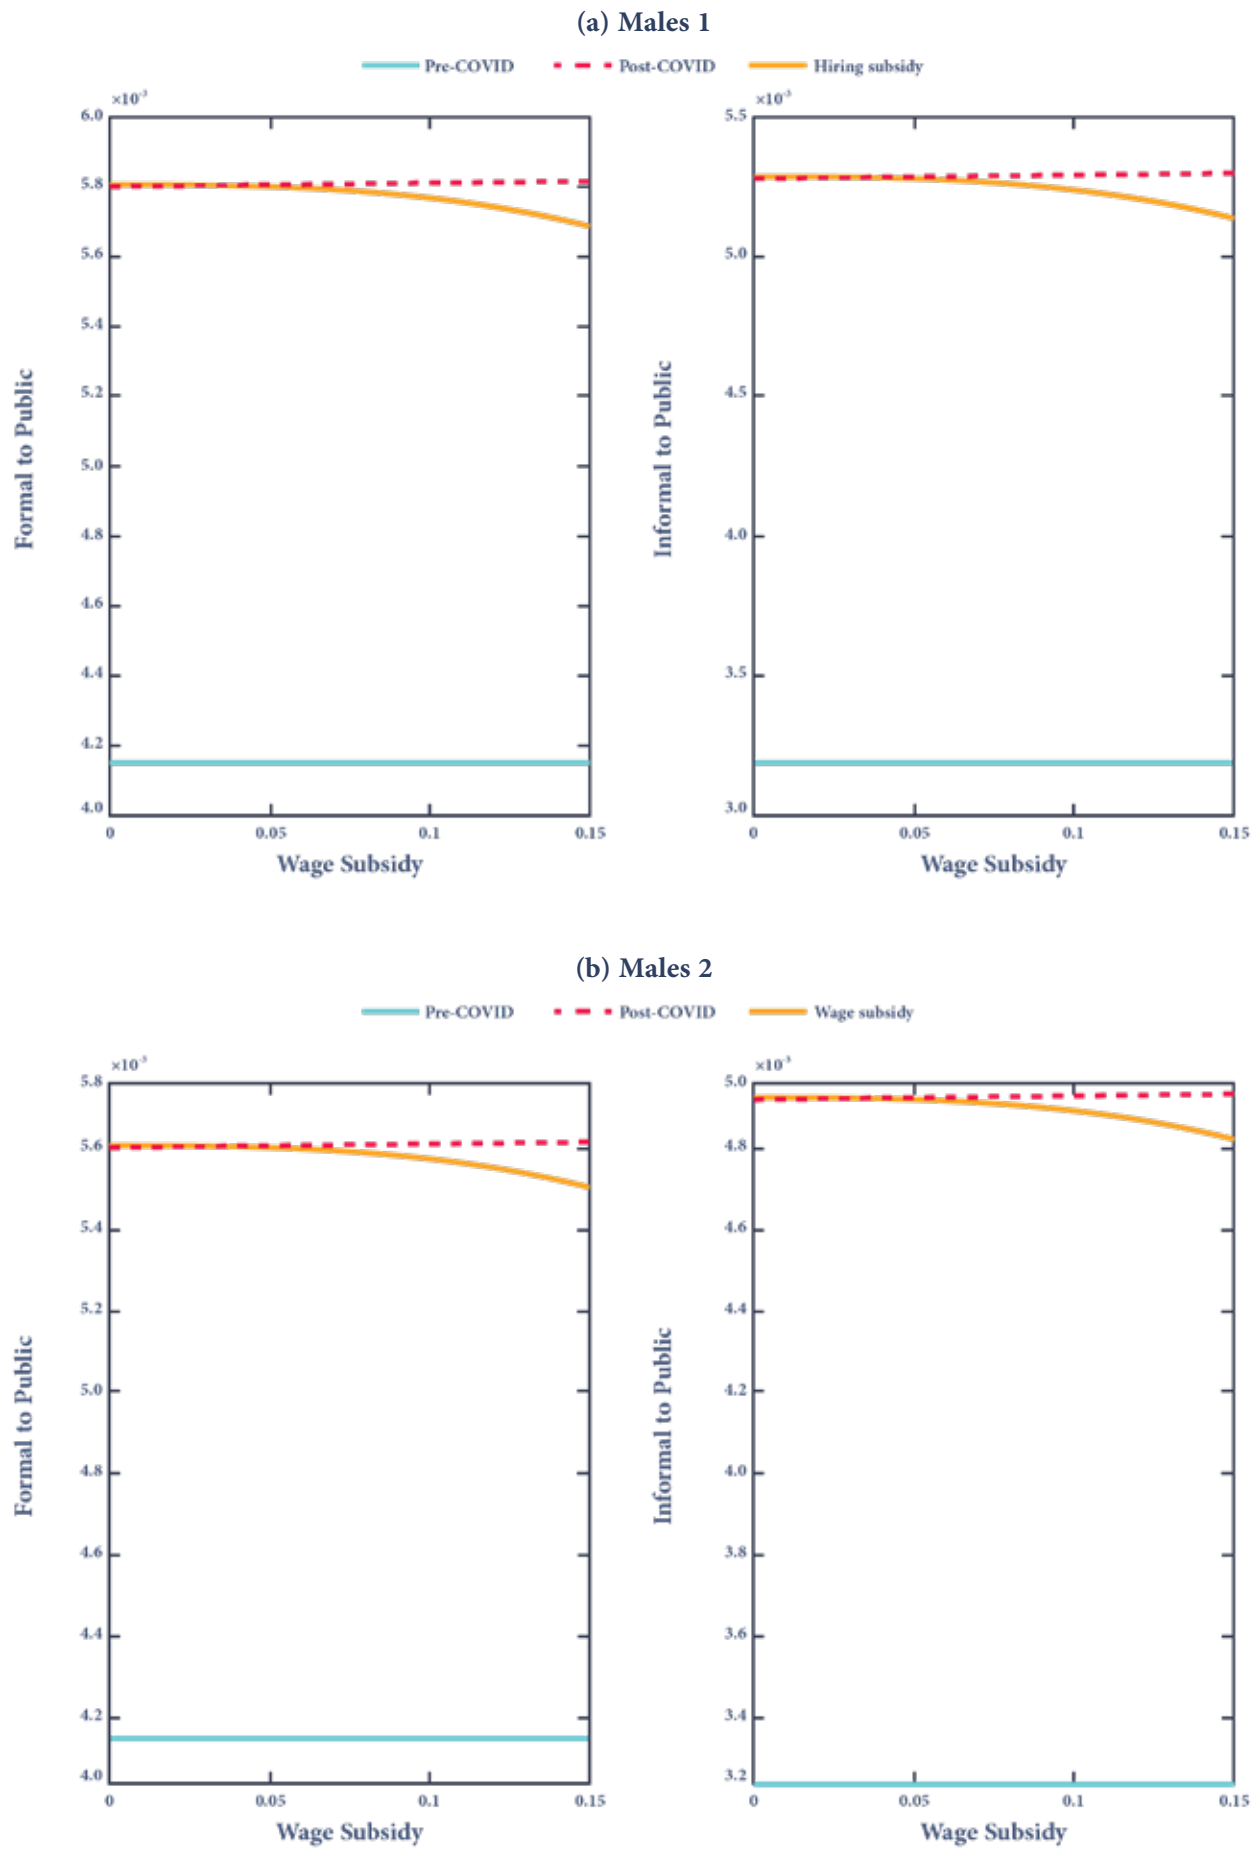 (a) Males 1
Pre-COVID Post-COVID Hiring subsidy
×10⁻³
6.0
5.8
5.6
5.4
5.2
5.0
4.8
4.6
4.4
4.2
4.0
Formal to Public
0 0.05 0.1 0.15
Wage Subsidy
×10⁻³
5.5
5.0
4.5
4.0
3.5
3.0
Informal to Public
0 0.05 0.1 0.15
Wage Subsidy
(b) Males 2
Pre-COVID Post-COVID Wage subsidy
×10⁻³
5.8
5.6
5.4
5.2
5.0
4.8
4.6
4.4
4.2
4.0
Formal to Public
0 0.05 0.1 0.15
Wage Subsidy
×10⁻³
5.0
4.8
4.6
4.4
4.2
4.0
3.8
3.6
3.4
3.2
Informal to Public
0 0.05 0.1 0.15
Wage Subsidy